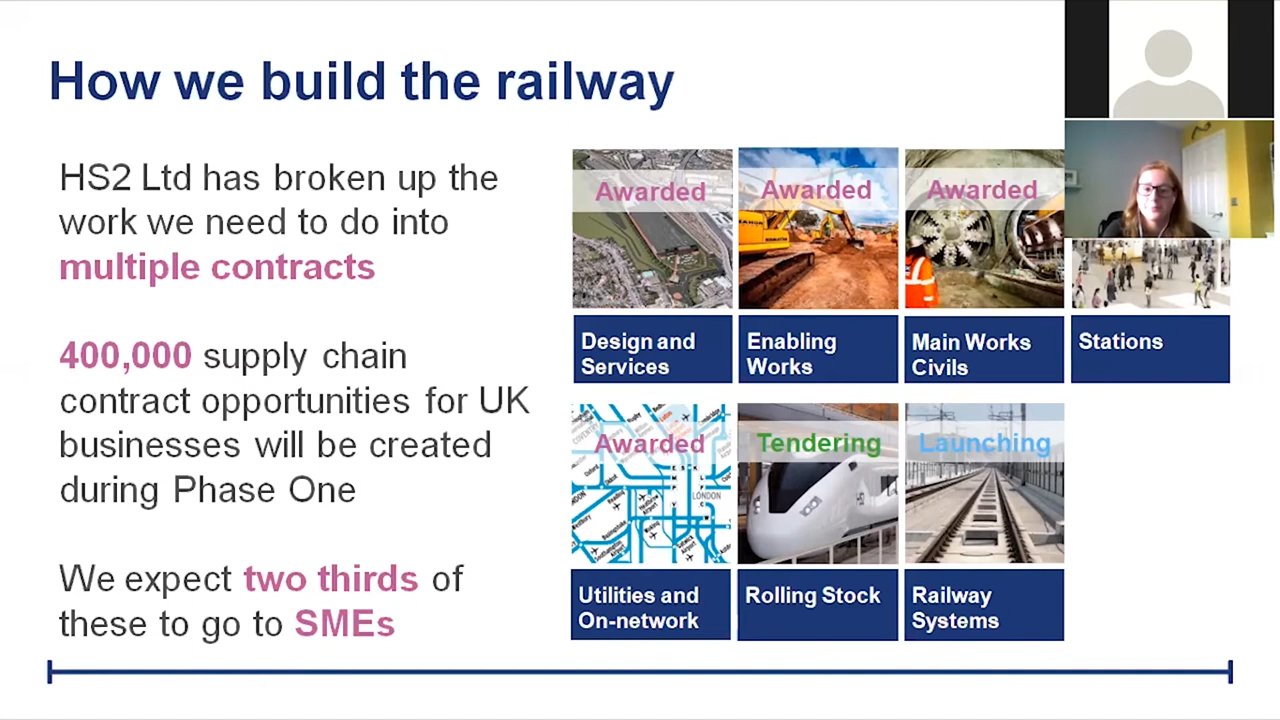 How we build the railway
HS2 Ltd has broken up the
work we need to do into
multiple contracts
400,000 supply chain
contract opportunities for UK
businesses will be created
during Phase One
We expect two thirds of
these to go to SMEs
Awarded
Awarded
Awarded
Design and
Services
Enabling
Works
Main Works
Civils
Stations
Awarded
Tendering
Launching
LONDON
Utilities and
On-network
Rolling Stock
Railway
Systems